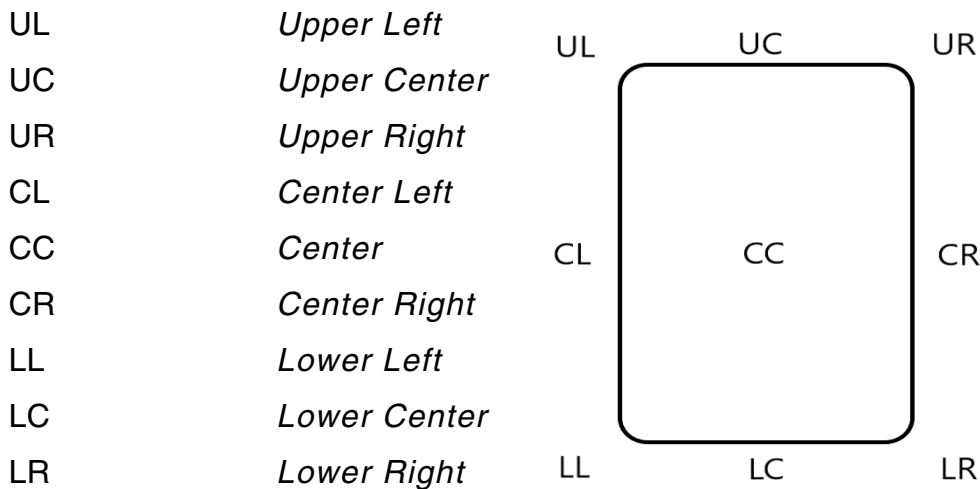 UL Upper Left
UC Upper Center
UR Upper Right
CL Center Left
CC Center
CR Center Right
LL Lower Left
LC Lower Center
LR Lower Right
UL UC UR
CL CC CR
LL LC LR